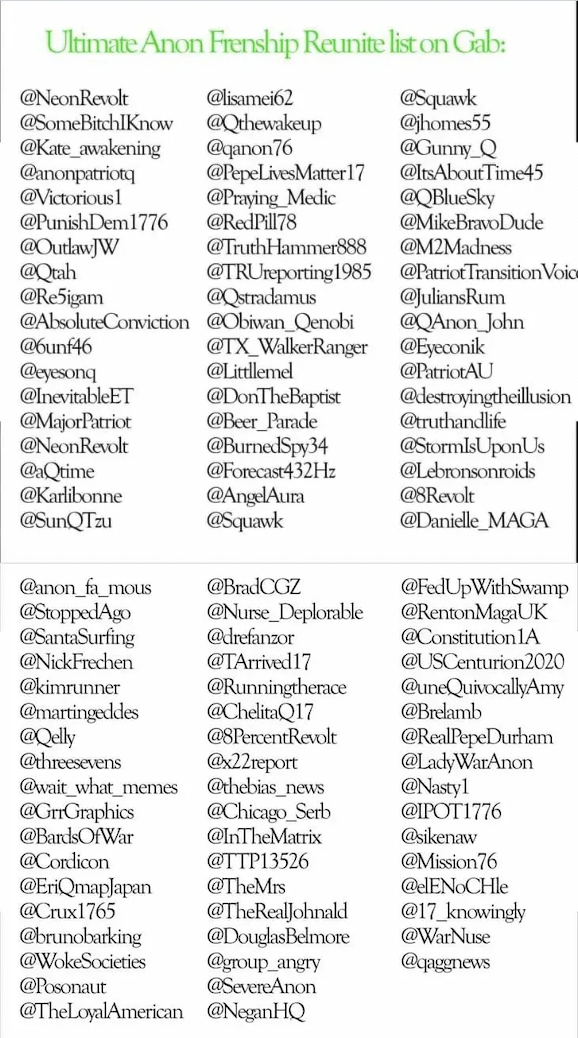 Ultimate Anon Frenship Reunite list on Gab:
@NeonRevolt
@SomeBitchIKnow
@Kate_awakening
@anonpatriotq
@Victorious1
@PunishDem1776
@OutlawJW
@Qtah
@Re5igam
@AbsoluteConviction
@6unf46
@eyesonq
@InevitableET
@MajorPatriot
@NeonRevolt
@aQtime
@Karlibonne
@SunQTzu
@lisamei62
@Qthewakeup
@qanon76
@PepeLivesMatter17
@Praying_Medic
@RedPill78
@TruthHammer888
@TRUreporting1985
@Qstradamus
@Obiwan_Qenobi
@TX_WalkerRanger
@Littllemel
@DonTheBaptist
@Beer_Parade
@BurnedSpy34
@Forecast432Hz
@AngelAura
@Squawk
@Squawk
@jhomes55
@Gunny_Q
@ItsAboutTime45
@QBlueSky
@MikeBravoDude
@M2Madness
@PatriotTransitionVoic
@JuliansRum
@QAnon_John
@Eyeconik
@PatriotAU
@destroyingtheillusion
@truthandlife
@StormIsUponUs
@Lebronsonroids
@8Revolt
@Danielle_MAGA
@anon_fa_mous
@StoppedAgo
@SantaSurfing
@NickFrechen
@kimrunner
@martingeddes
@Qelly
@threesevens
@wait_what_memes
@GrrGraphics
@BardsOfWar
@Cordicon
@EriQmapJapan
@Crux1765
@brunobarking
@WokeSocieties
@Posonaut
@TheLoyalAmerican
@BradCGZ
@Nurse_Deplorable
@drefanzor
@TArrived17
@Runningtherace
@ChelitaQ17
@8PercentRevolt
@x22report
@thebias_news
@Chicago_Serb
@InTheMatrix
@TTP13526
@TheMrs
@TheRealJohnald
@DouglasBelmore
@group_angry
@SevereAnon
@NeganHQ
@FedUpWithSwamp
@RentonMagaUK
@Constitution1A
@USCenturion2020
@uneQuivocallyAmy
@Brelamb
@RealPepeDurham
@LadyWarAnon
@Nasty1
@IPOT1776
@sikenaw
@Mission76
@elENoCHle
@17_knowingly
@WarNuse
@qaggnews